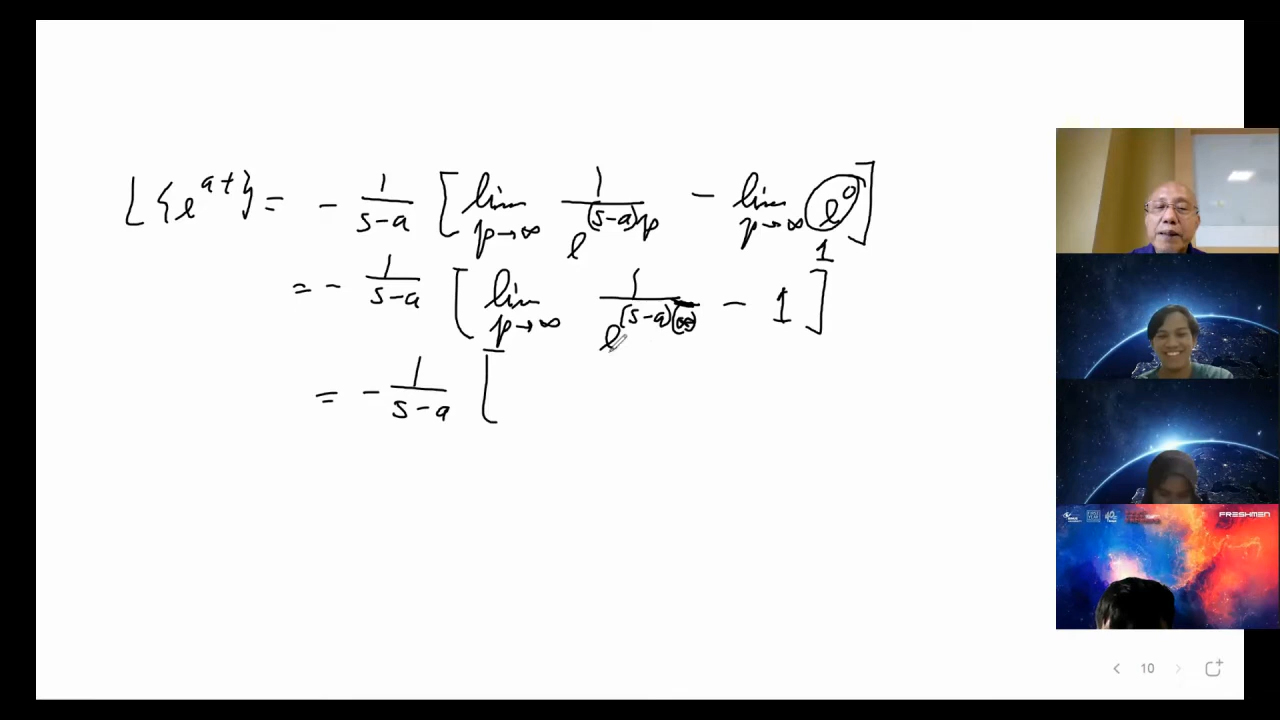 L{e^{at}} = - 1/(s-a) [ lim_{p→∞} 1/e^{(s-a)p} - lim_{p→∞} e^0 ]
1
= - 1/(s-a) [ lim_{p→∞} 1/e^{(s-a)(∞)} - 1 ]
= - 1/(s-a) [
FRESHMEN
10